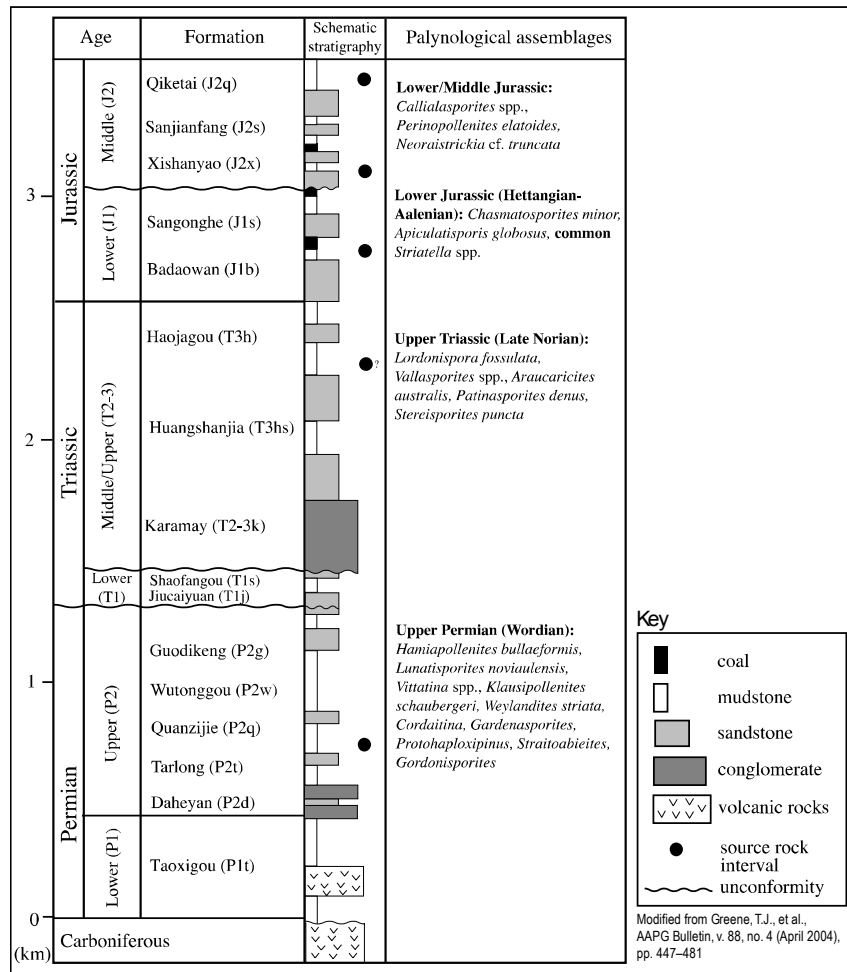 Age
Formation
Schematic
stratigraphy
Palynological assemblages
Jurassic
Middle (J2)
Qiketai (J2q)
Sanjianfang (J2s)
Xishanyao (J2x)
Lower/Middle Jurassic:
Callialasporites spp.,
Perinopollenites elatoides,
Neoraistrickia cf. truncata
3
Lower (J1)
Sangonghe (J1s)
Badaowan (J1b)
Lower Jurassic (Hettangian-
Aalenian): Chasmatosporites minor,
Apiculatisporis globosus, common
Striatella spp.
Triassic
Middle/Upper (T2-3)
Haojagou (T3h)
Huangshanjia (T3hs)
Karamay (T2-3k)
?
Upper Triassic (Late Norian):
Lordonispora fossulata,
Vallasporites spp., Araucaricites
australis, Patinasporites denus,
Stereisporites puncta
2
Lower
(T1)
Shaofangou (T1s)
Jiucaiyuan (T1j)
Permian
Upper (P2)
Guodikeng (P2g)
Wutonggou (P2w)
Quanzijie (P2q)
Tarlong (P2t)
Daheyan (P2d)
Upper Permian (Wordian):
Hamiapollenites bullaeformis,
Lunatisporites noviaulensis,
Vittatina spp., Klausipollenites
schaubergeri, Weylandites striata,
Cordaitina, Gardenasporites,
Protohaploxipinus, Straitoabieites,
Gordonisporites
1
Lower (P1)
Taoxigou (P1t)
0
(km)
Carboniferous
Key
coal
mudstone
sandstone
conglomerate
volcanic rocks
source rock
interval
unconformity
Modified from Greene, T.J., et al.,
AAPG Bulletin, v. 88, no. 4 (April 2004),
pp. 447–481